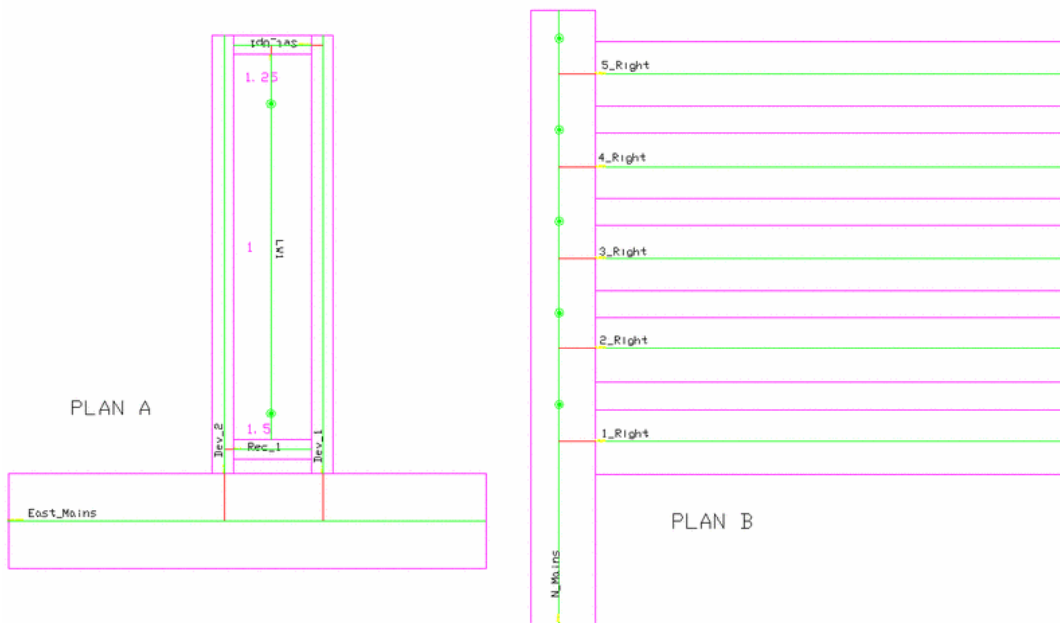 Set_Up1
1.25
1
LW1
PLAN A
1.5
Dev_2
Rec_1
Dev_1
East_Mains
5_Right
4_Right
3_Right
2_Right
1_Right
PLAN B
N_Mains